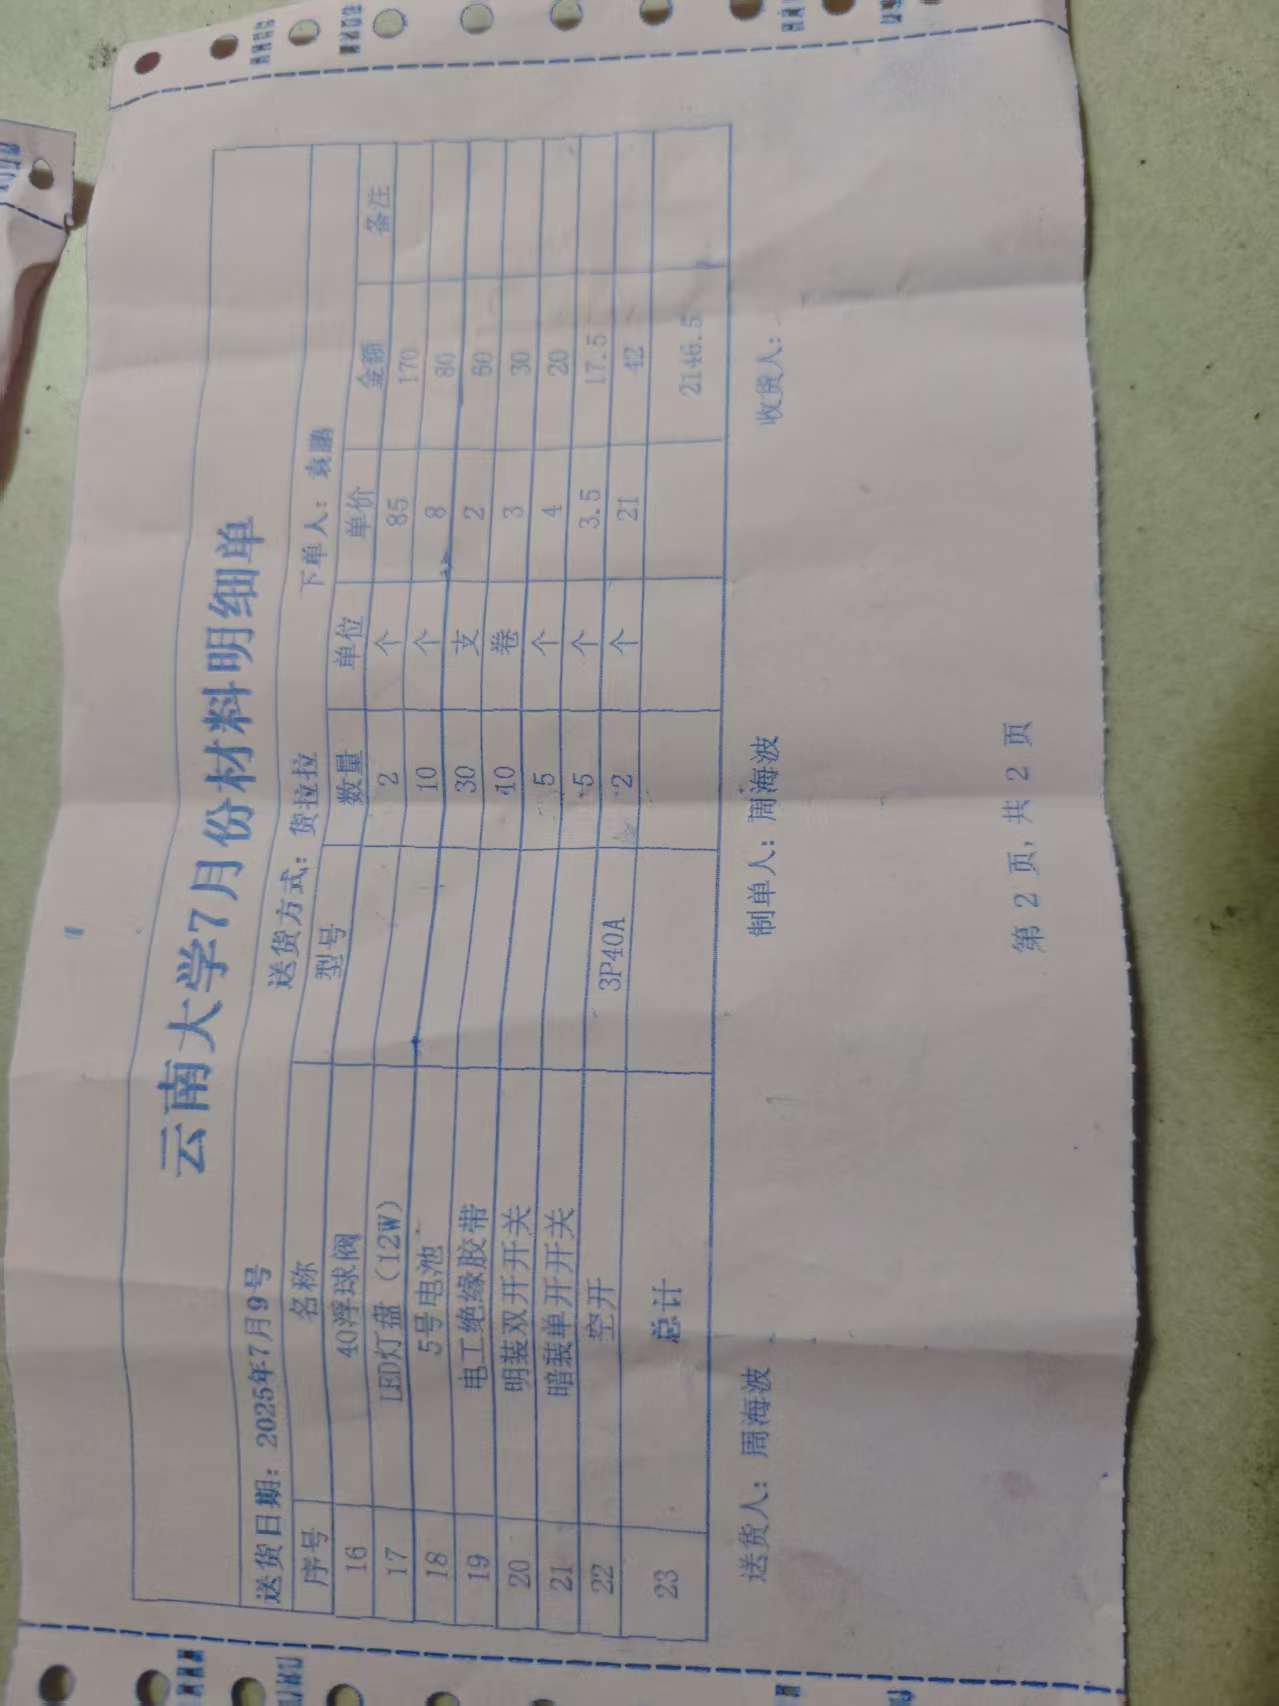 云南大学7月份材料明细单
送货日期：2025年7月9号 送货方式：货拉拉 下单人：袁鹏
序号 名称 型号 数量 单位 单价 金额 备注
16 40浮球阀 2 个 85 170
17 LED灯盘（12W） 10 个 8 80
18 5号电池 30 支 2 60
19 电工绝缘胶带 10 卷 3 30
20 明装双开开关 5 个 4 20
21 暗装单开开关 5 个 3.5 17.5
22 空开 3P40A 2 个 21 42
23 总计 2146.5
送货人：周海波 制单人：周海波 收货人：
第 2 页，共 2 页